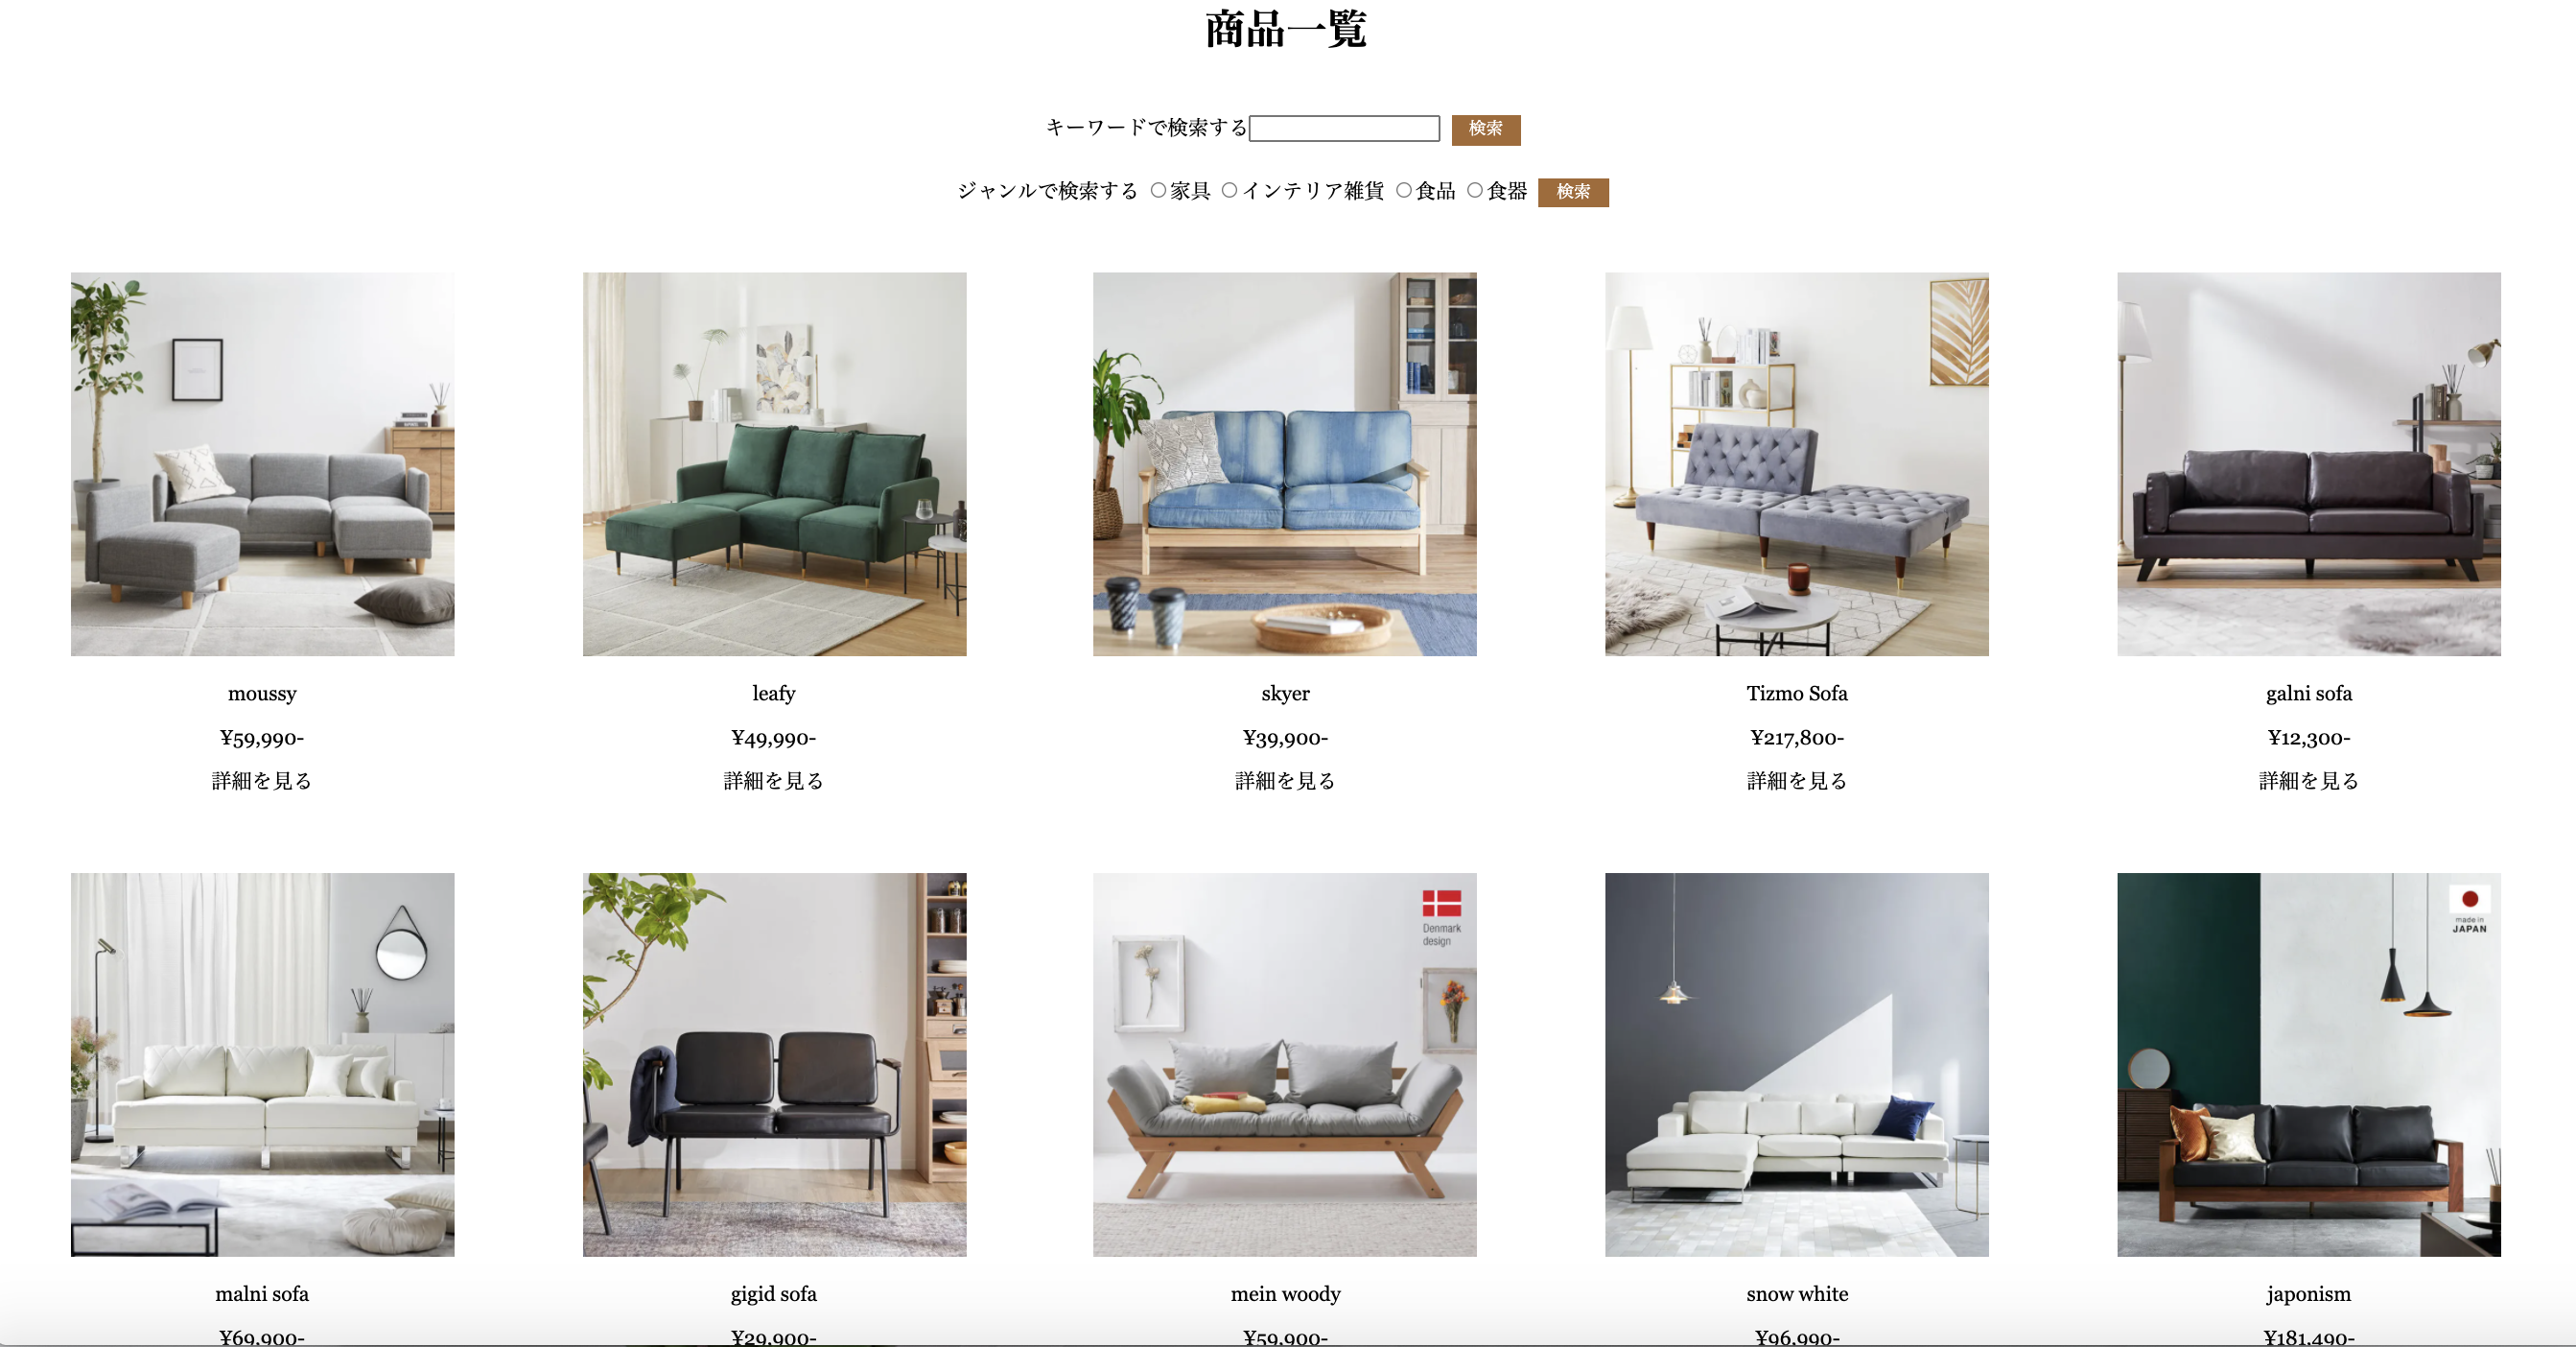 商品一覧
キーワードで検索する 検索
ジャンルで検索する 家具 インテリア雑貨 食品 食器 検索
moussy
¥59,990-
詳細を見る
leafy
¥49,990-
詳細を見る
skyer
¥39,900-
詳細を見る
Tizmo Sofa
¥217,800-
詳細を見る
galni sofa
¥12,300-
詳細を見る
malni sofa
¥69,900-
gigid sofa
¥29,900-
Denmark
design
mein woody
¥59,900-
snow white
¥96,990-
made in
JAPAN
japonism
¥181,490-